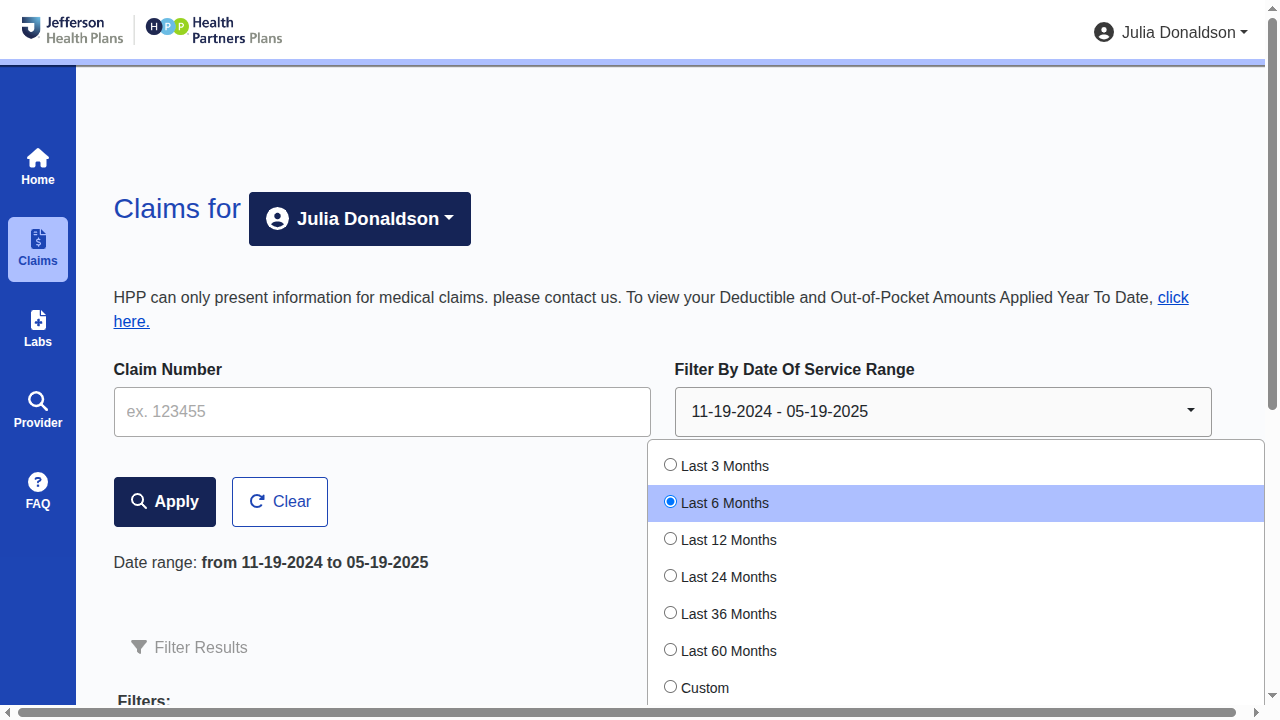 Jefferson
Health Plans
HPP
Health
Partners Plans
Julia Donaldson
Home
Claims
Labs
Provider
FAQ
Claims for
Julia Donaldson
HPP can only present information for medical claims. please contact us. To view your Deductible and Out-of-Pocket Amounts Applied Year To Date, click
here.
Claim Number
ex. 123455
Filter By Date Of Service Range
11-19-2024 - 05-19-2025
Last 3 Months
Last 6 Months
Last 12 Months
Last 24 Months
Last 36 Months
Last 60 Months
Custom
Apply
Clear
Date range: from 11-19-2024 to 05-19-2025
Filter Results
Filters: